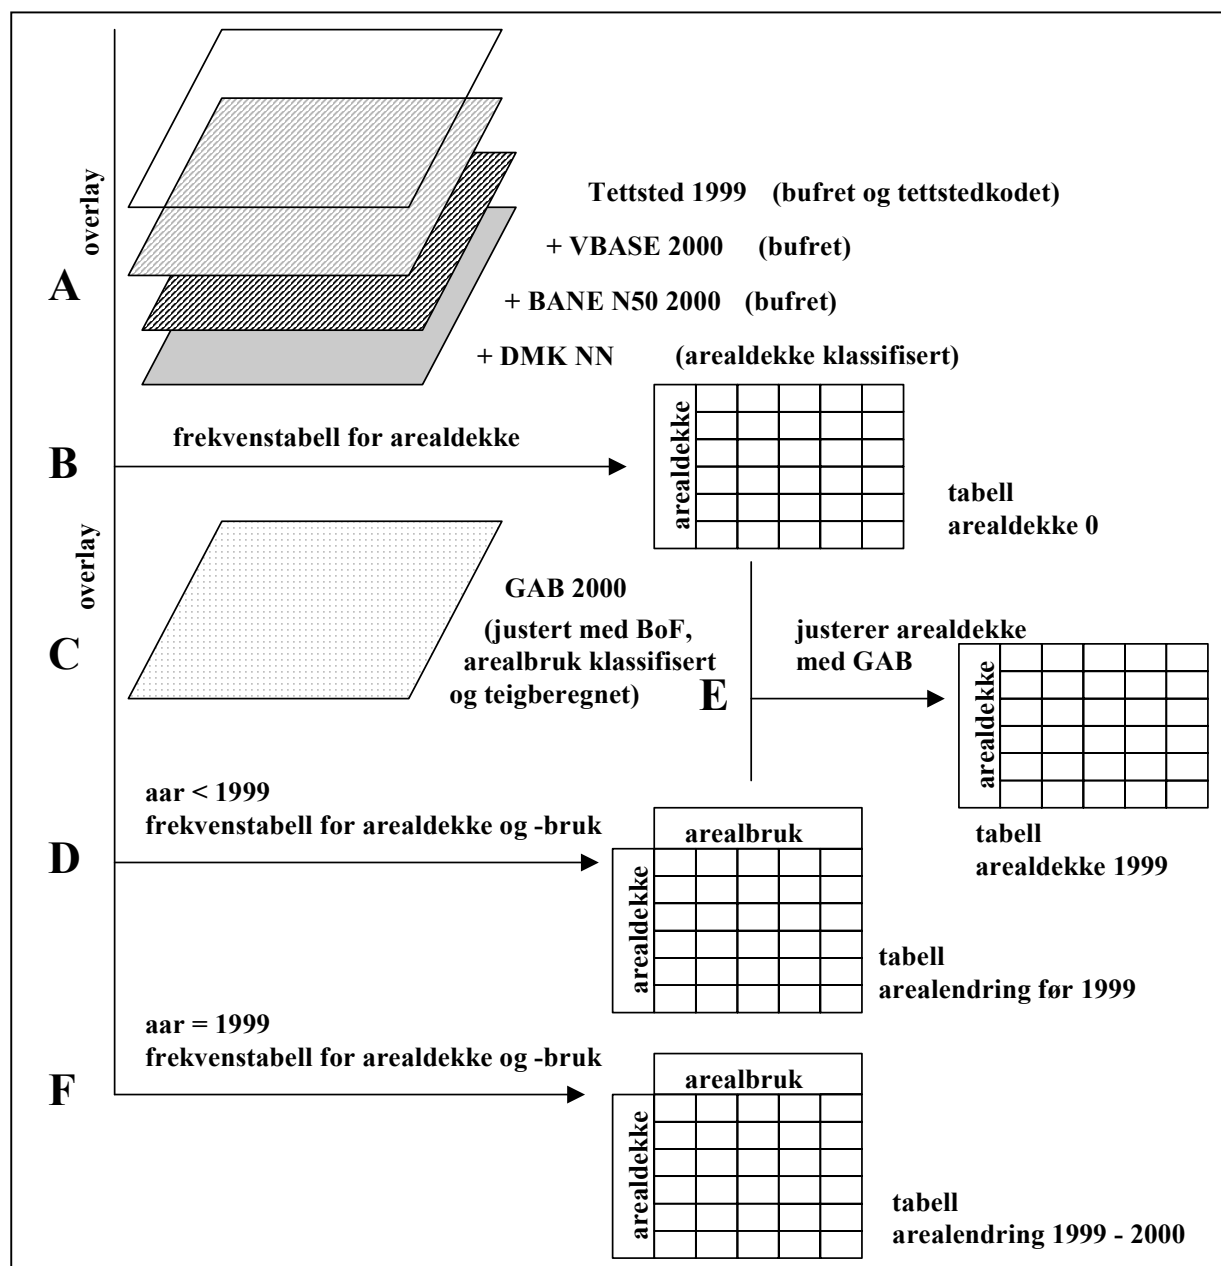 overlay
A
Tettsted 1999 (bufret og tettstedkodet)
+ VBASE 2000 (bufret)
+ BANE N50 2000 (bufret)
+ DMK NN (arealdekke klassifisert)
B
frekvenstabell for arealdekke
arealdekke
tabell
arealdekke 0
overlay
C
GAB 2000
(justert med BoF,
arealbruk klassifisert
og teigberegnet)
E
justerer arealdekke
med GAB
arealdekke
tabell
arealdekke 1999
D
aar < 1999
frekvenstabell for arealdekke og -bruk
arealbruk
arealdekke
tabell
arealendring før 1999
F
aar = 1999
frekvenstabell for arealdekke og -bruk
arealbruk
arealdekke
tabell
arealendring 1999 - 2000